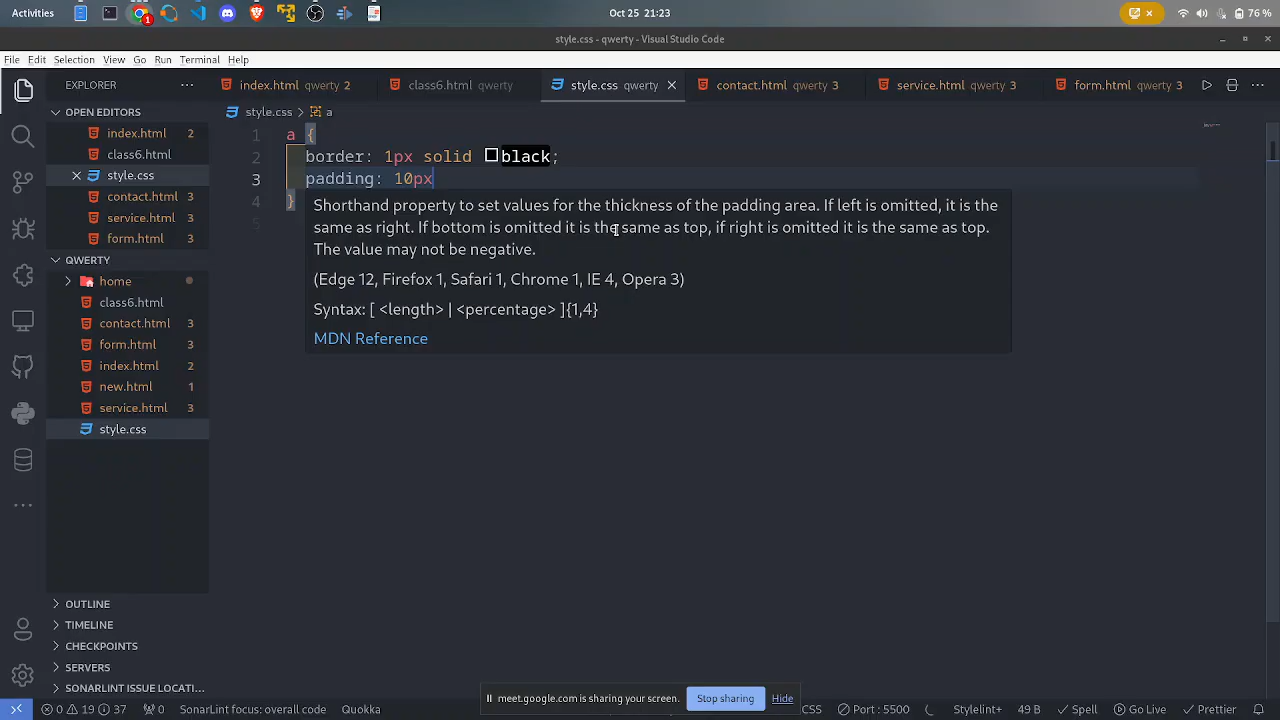 Activities
1
Oct 25 21:23
76 %
style.css - qwerty - Visual Studio Code
File Edit Selection View Go Run Terminal Help
EXPLORER
index.html qwerty 2
class6.html qwerty
style.css qwerty
contact.html qwerty 3
service.html qwerty 3
form.html qwerty 3
OPEN EDITORS
index.html 2
class6.html
style.css
contact.html 3
service.html 3
form.html 3
QWERTY
home
class6.html
contact.html 3
form.html 3
index.html 2
new.html 1
service.html 3
style.css
OUTLINE
TIMELINE
CHECKPOINTS
SERVERS
SONARLINT ISSUE LOCATI...
style.css > a
1 a {
2 border: 1px solid black;
3 padding: 10px
4 }
5
Shorthand property to set values for the thickness of the padding area. If left is omitted, it is the
same as right. If bottom is omitted it is the same as top, if right is omitted it is the same as top.
The value may not be negative.
(Edge 12, Firefox 1, Safari 1, Chrome 1, IE 4, Opera 3)
Syntax: [ <length> | <percentage> ]{1,4}
MDN Reference
meet.google.com is sharing your screen. Stop sharing Hide
0 19 37 0 SonarLint focus: overall code Quokka CSS Port : 5500 Stylelint+ 49 B Spell Go Live Prettier